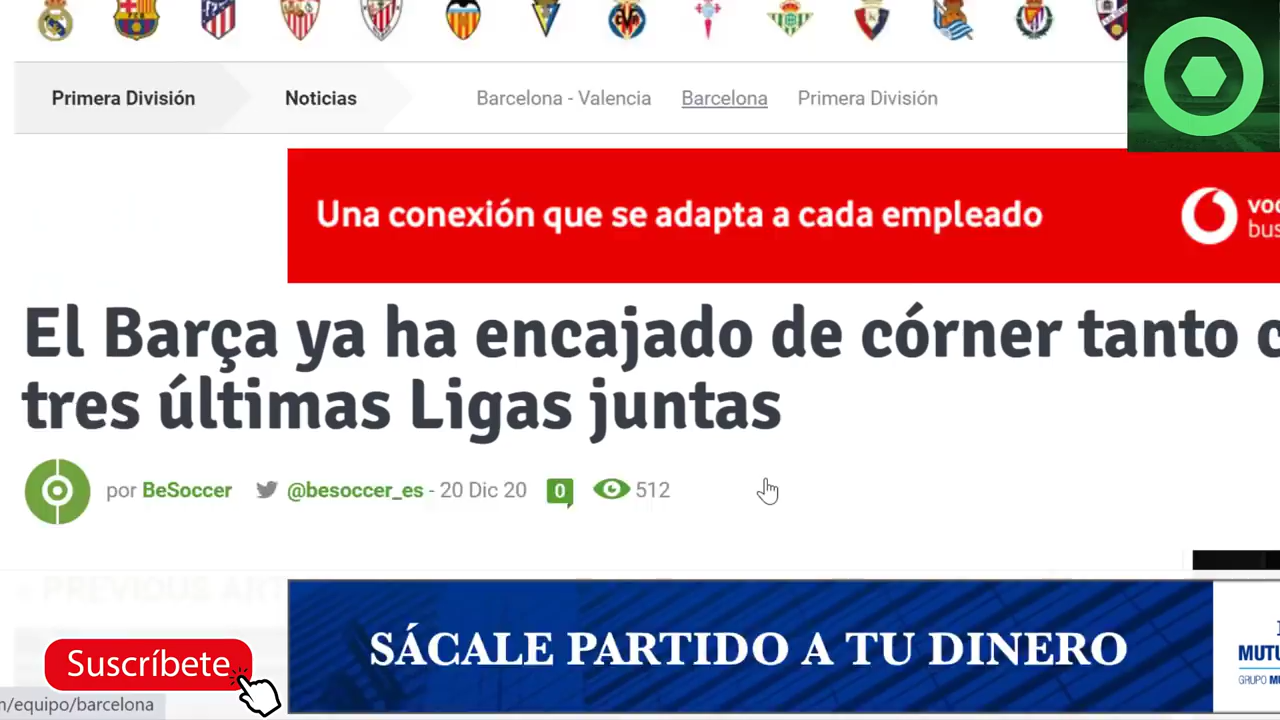 Primera División Noticias Barcelona - Valencia Barcelona Primera División
Una conexión que se adapta a cada empleado
El Barça ya ha encajado de córner tanto
tres últimas Ligas juntas
por BeSoccer @besoccer_es - 20 Dic 20 0 512
PREVIOUS
SÁCALE PARTIDO A TU DINERO
Suscríbete
GRUPO
/equipo/barcelona